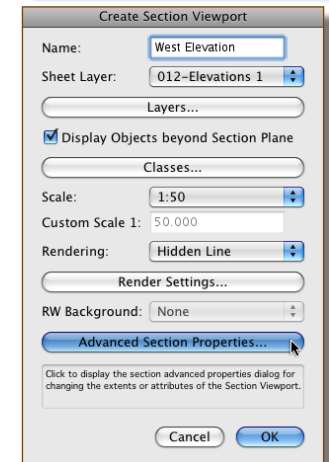 Create Section Viewport
Name: West Elevation
Sheet Layer: 012-Elevations 1
Layers...
Display Objects beyond Section Plane
Classes...
Scale: 1:50
Custom Scale 1: 50.000
Rendering: Hidden Line
Render Settings...
RW Background: None
Advanced Section Properties...
Click to display the section advanced properties dialog for
changing the extents or attributes of the Section Viewport.
Cancel OK